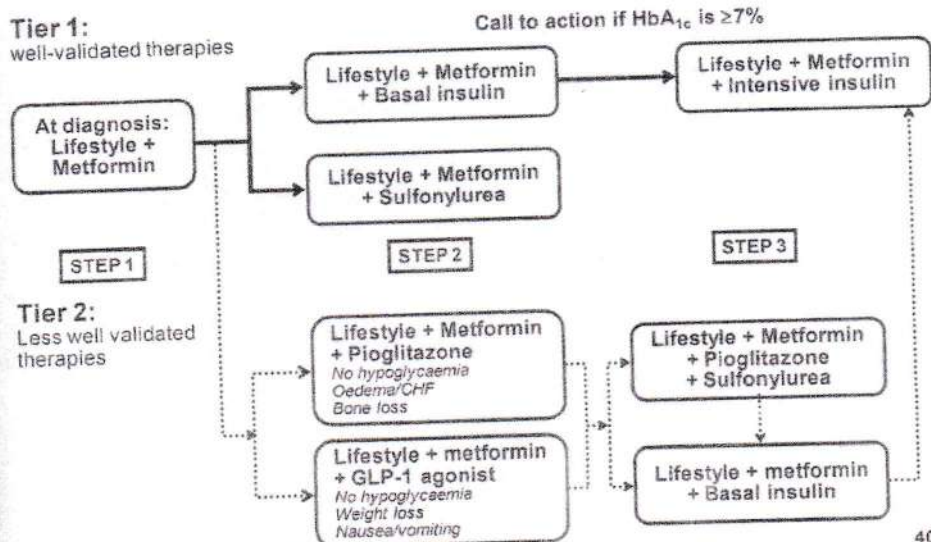 Tier 1:
well-validated therapies
Call to action if HbA1c is ≥7%
At diagnosis:
Lifestyle +
Metformin
Lifestyle + Metformin
+ Basal insulin
Lifestyle + Metformin
+ Intensive insulin
Lifestyle + Metformin
+ Sulfonylurea
STEP 1
STEP 2
STEP 3
Tier 2:
Less well validated
therapies
Lifestyle + Metformin
+ Pioglitazone
No hypoglycaemia
Oedema/CHF
Bone loss
Lifestyle + metformin
+ GLP-1 agonist
No hypoglycaemia
Weight loss
Nausea/vomiting
Lifestyle + Metformin
+ Pioglitazone
+ Sulfonylurea
Lifestyle + metformin
+ Basal insulin